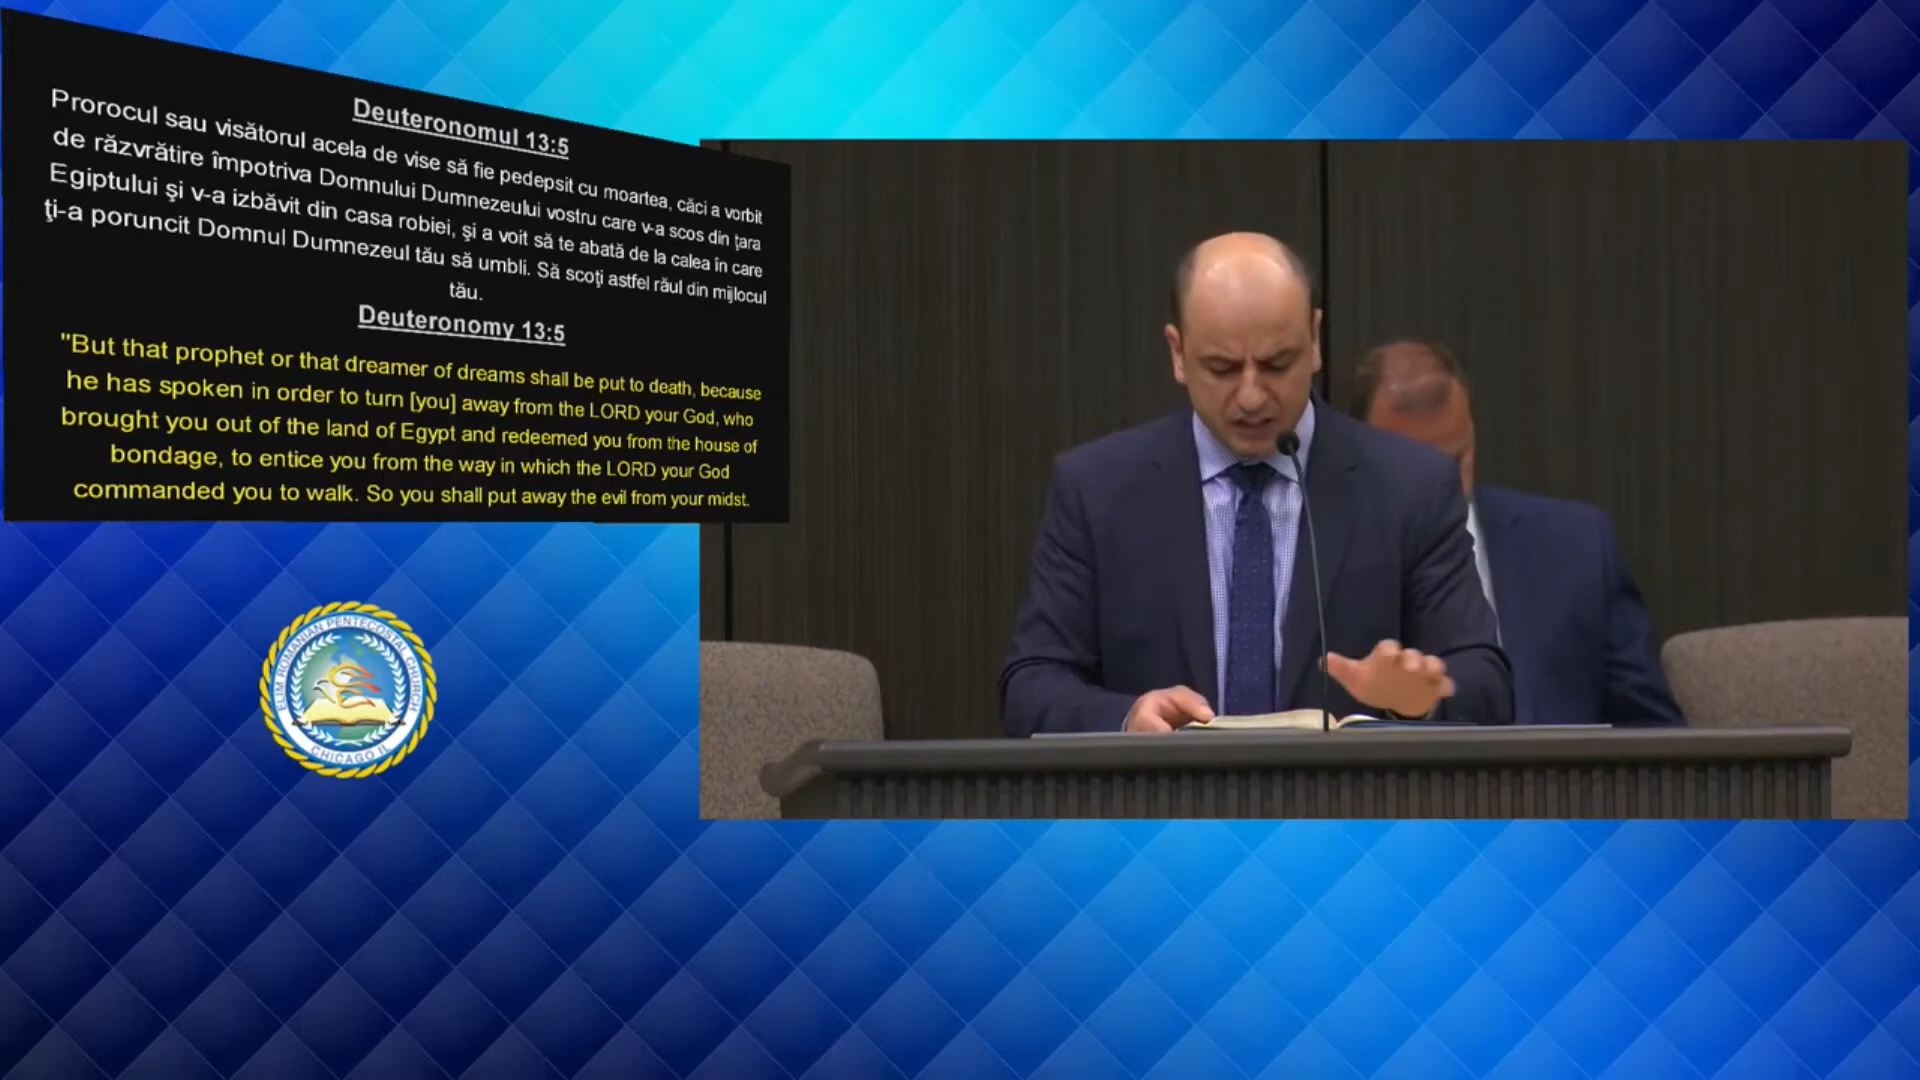 Deuteronomul 13:5
Prorocul sau visătorul acela de vise să fie pedepsit cu moartea, căci a vorbit
de răzvrătire împotriva Domnului Dumnezeului vostru care v-a scos din ţara
Egiptului şi v-a izbăvit din casa robiei, şi a voit să te abată de la calea în care
ţi-a poruncit Domnul Dumnezeul tău să umbli. Să scoţi astfel răul din mijlocul
tău.
Deuteronomy 13:5
"But that prophet or that dreamer of dreams shall be put to death, because
he has spoken in order to turn [you] away from the LORD your God, who
brought you out of the land of Egypt and redeemed you from the house of
bondage, to entice you from the way in which the LORD your God
commanded you to walk. So you shall put away the evil from your midst.
ELIM ROMANIAN PENTECOSTAL CHURCH
CHICAGO IL